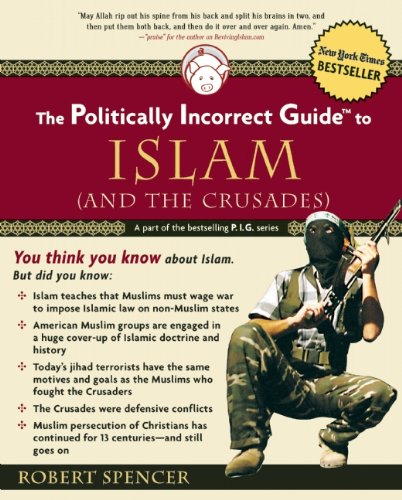 "May Allah rip out his spine from his back and split his brains in two, and
then put them both back, and then do it over and over again. Amen."
—"praise" for the author on RevivingIslam.com
New York Times
BESTSELLER
The Politically Incorrect Guide™ to
ISLAM
(AND THE CRUSADES)
A part of the bestselling P.I.G. series
You think you know about Islam.
But did you know:
Islam teaches that Muslims must wage war
to impose Islamic law on non-Muslim states
American Muslim groups are engaged in
a huge cover-up of Islamic doctrine and
history
Today's jihad terrorists have the same
motives and goals as the Muslims who
fought the Crusaders
The Crusades were defensive conflicts
Muslim persecution of Christians has
continued for 13 centuries—and still
goes on
ROBERT SPENCER